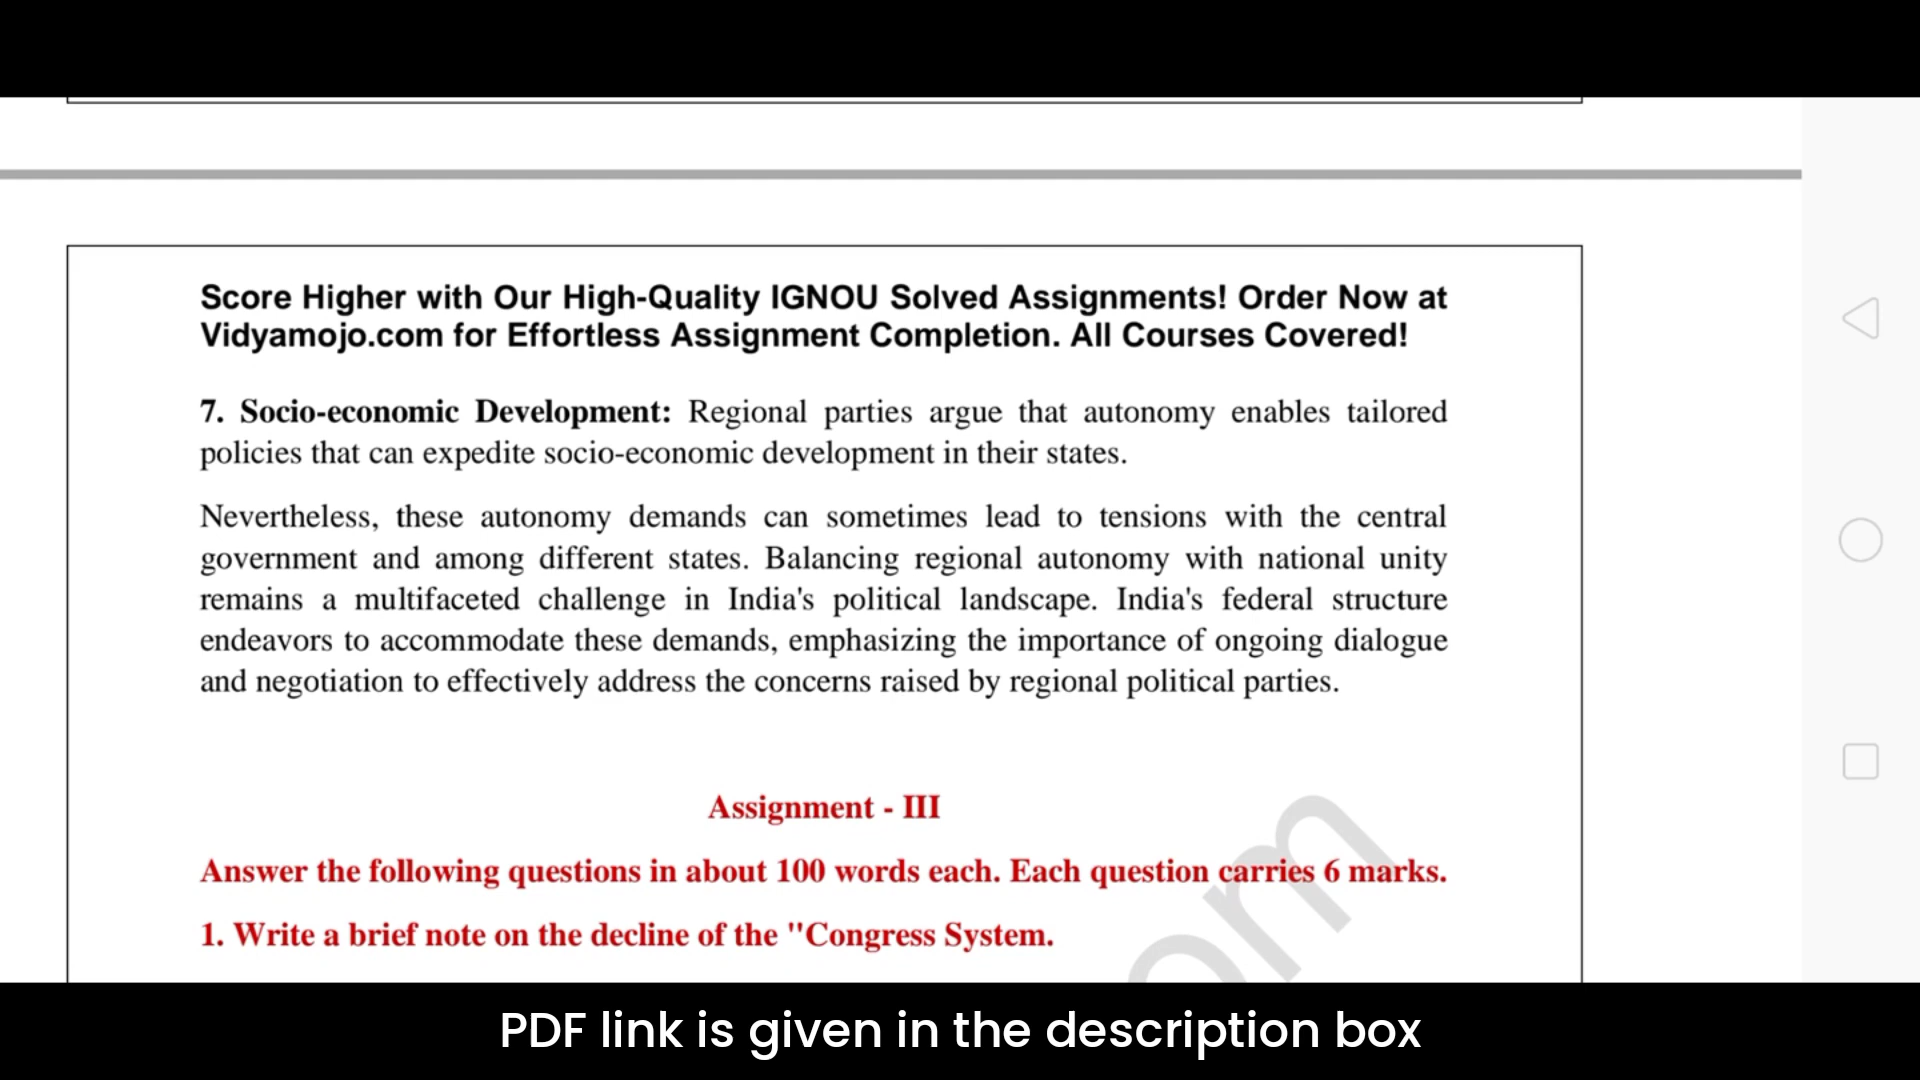 Score Higher with Our High-Quality IGNOU Solved Assignments! Order Now at
Vidyamojo.com for Effortless Assignment Completion. All Courses Covered!
7. Socio-economic Development: Regional parties argue that autonomy enables tailored
policies that can expedite socio-economic development in their states.
Nevertheless, these autonomy demands can sometimes lead to tensions with the central
government and among different states. Balancing regional autonomy with national unity
remains a multifaceted challenge in India's political landscape. India's federal structure
endeavors to accommodate these demands, emphasizing the importance of ongoing dialogue
and negotiation to effectively address the concerns raised by regional political parties.
Assignment - III
Answer the following questions in about 100 words each. Each question carries 6 marks.
1. Write a brief note on the decline of the "Congress System.
om
PDF link is given in the description box